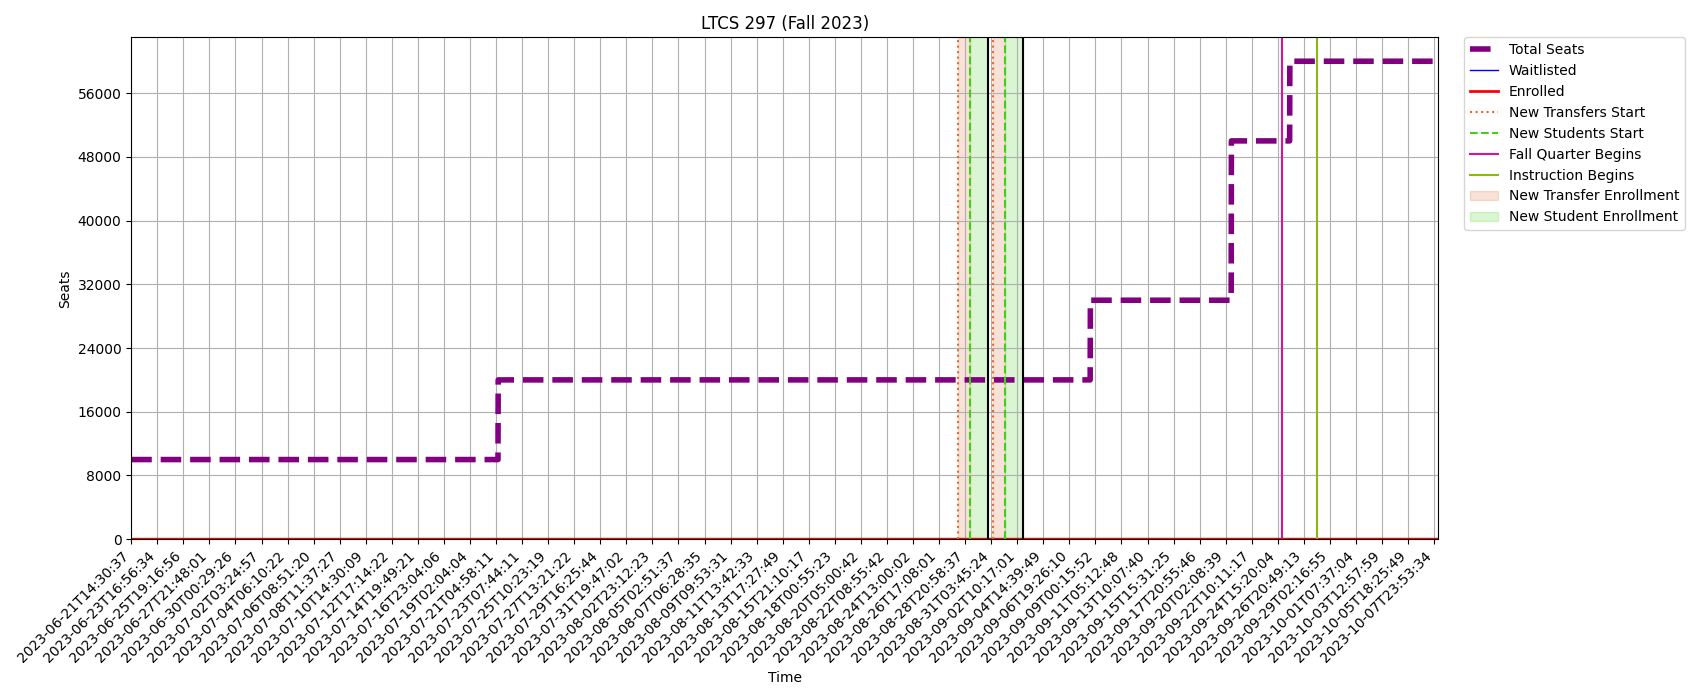 LTCS 297 (Fall 2023)
Total Seats
Waitlisted
Enrolled
New Transfers Start
New Students Start
Fall Quarter Begins
Instruction Begins
New Transfer Enrollment
New Student Enrollment
Seats
56000
48000
40000
32000
24000
16000
8000
0
2023-06-21T14:30:37
2023-06-23T16:56:34
2023-06-25T19:16:56
2023-06-27T21:48:01
2023-06-30T00:29:26
2023-07-02T03:24:57
2023-07-04T06:10:22
2023-07-06T08:51:20
2023-07-08T11:37:27
2023-07-10T14:30:09
2023-07-12T17:14:22
2023-07-14T19:49:21
2023-07-16T23:04:06
2023-07-19T02:04:04
2023-07-21T04:58:11
2023-07-23T07:44:11
2023-07-25T10:23:19
2023-07-27T13:21:22
2023-07-29T16:25:44
2023-07-31T19:47:02
2023-08-02T23:12:23
2023-08-05T02:51:37
2023-08-07T06:28:35
2023-08-09T09:53:31
2023-08-11T13:42:33
2023-08-13T17:27:49
2023-08-15T21:10:17
2023-08-18T00:55:23
2023-08-20T05:00:42
2023-08-22T08:55:42
2023-08-24T13:00:02
2023-08-26T17:08:01
2023-08-28T20:58:37
2023-08-31T03:45:24
2023-09-02T10:17:01
2023-09-04T14:39:49
2023-09-06T19:26:10
2023-09-09T00:15:52
2023-09-11T05:12:48
2023-09-13T10:07:40
2023-09-15T15:31:25
2023-09-17T20:55:46
2023-09-20T02:08:39
2023-09-22T10:11:17
2023-09-24T15:20:04
2023-09-26T20:49:13
2023-09-29T02:16:55
2023-10-01T07:37:04
2023-10-03T12:57:59
2023-10-05T18:25:49
2023-10-07T23:53:34
Time